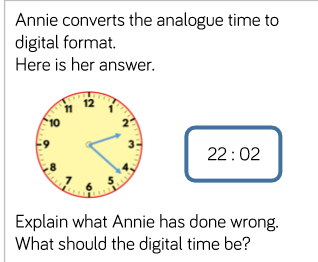 Annie converts the analogue time to
digital format.
Here is her answer.
12
11 1
10 2
9 3
8 4
7 5
6
22 : 02
Explain what Annie has done wrong.
What should the digital time be?